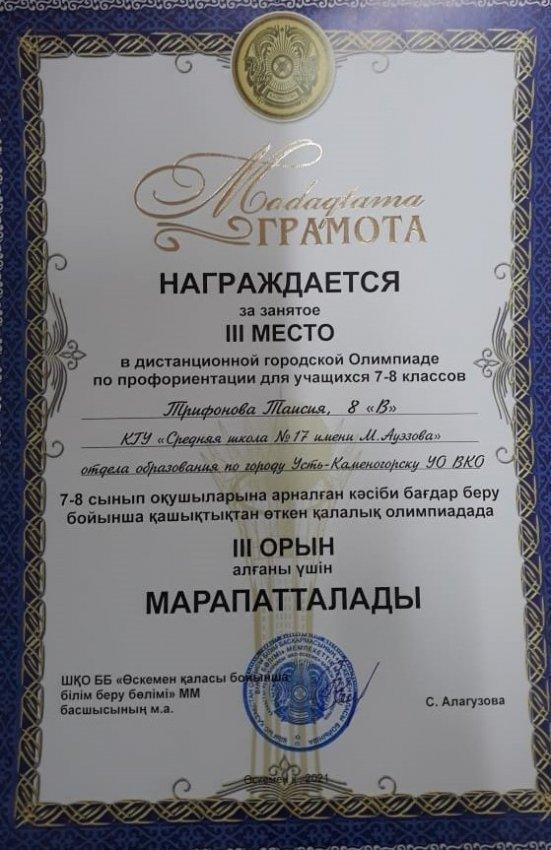 Madaqtama
ГРАМОТА
НАГРАЖДАЕТСЯ
за занятое
III МЕСТО
в дистанционной городской Олимпиаде
по профориентации для учащихся 7-8 классов
Трифонова Таисия, 8 «В»
КГУ «Средняя школа №17 имени М.Ауэзова»
отдела образования по городу Усть-Каменогорску УО ВКО
7-8 сынып оқушыларына арналған кәсіби бағдар беру
бойынша қашықтықтан өткен қалалық олимпиадада
III ОРЫН
алғаны үшін
МАРАПАТТАЛАДЫ
ШҚО ББ «Өскемен қаласы бойынша
білім беру бөлімі» ММ
басшысының м.а.
С. Алагузова
Өскемен қ., 2021